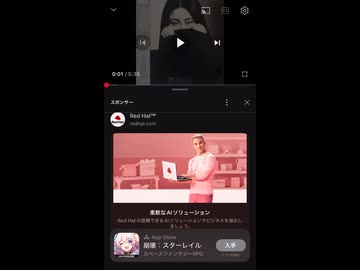 0:01 / 5:35
スポンサー
Red Hat™
redhat.com
柔軟なAIソリューション
Red Hat の信頼できるAIソリューションでビジネスを強化し
ましょう。
App Store
崩壊：スターレイル
スペースファンタジーRPG
入手